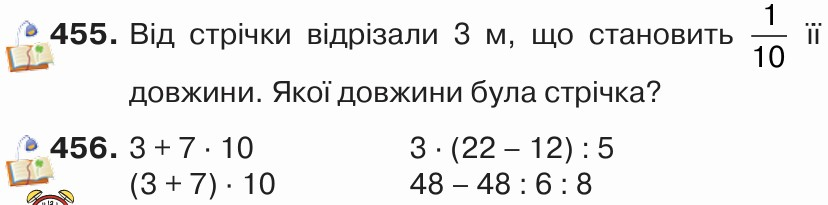 455. Від стрічки відрізали 3 м, що становить 1/10 її
довжини. Якої довжини була стрічка?
456. 3 + 7 · 10 3 · (22 – 12) : 5
(3 + 7) · 10 48 – 48 : 6 : 8